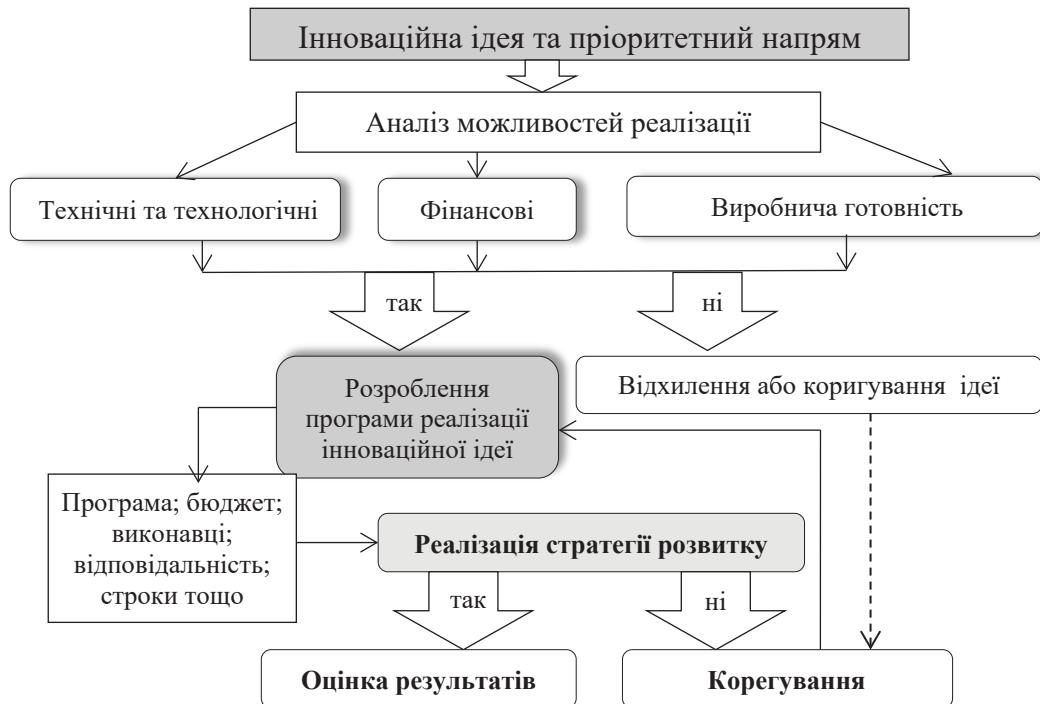 Інноваційна ідея та пріоритетний напрям
Аналіз можливостей реалізації
Технічні та технологічні
Фінансові
Виробнича готовність
так
ні
Розроблення
програми реалізації
інноваційної ідеї
Відхилення або коригування ідеї
Програма; бюджет;
виконавці;
відповідальність;
строки тощо
Реалізація стратегії розвитку
так
ні
Оцінка результатів
Корегування